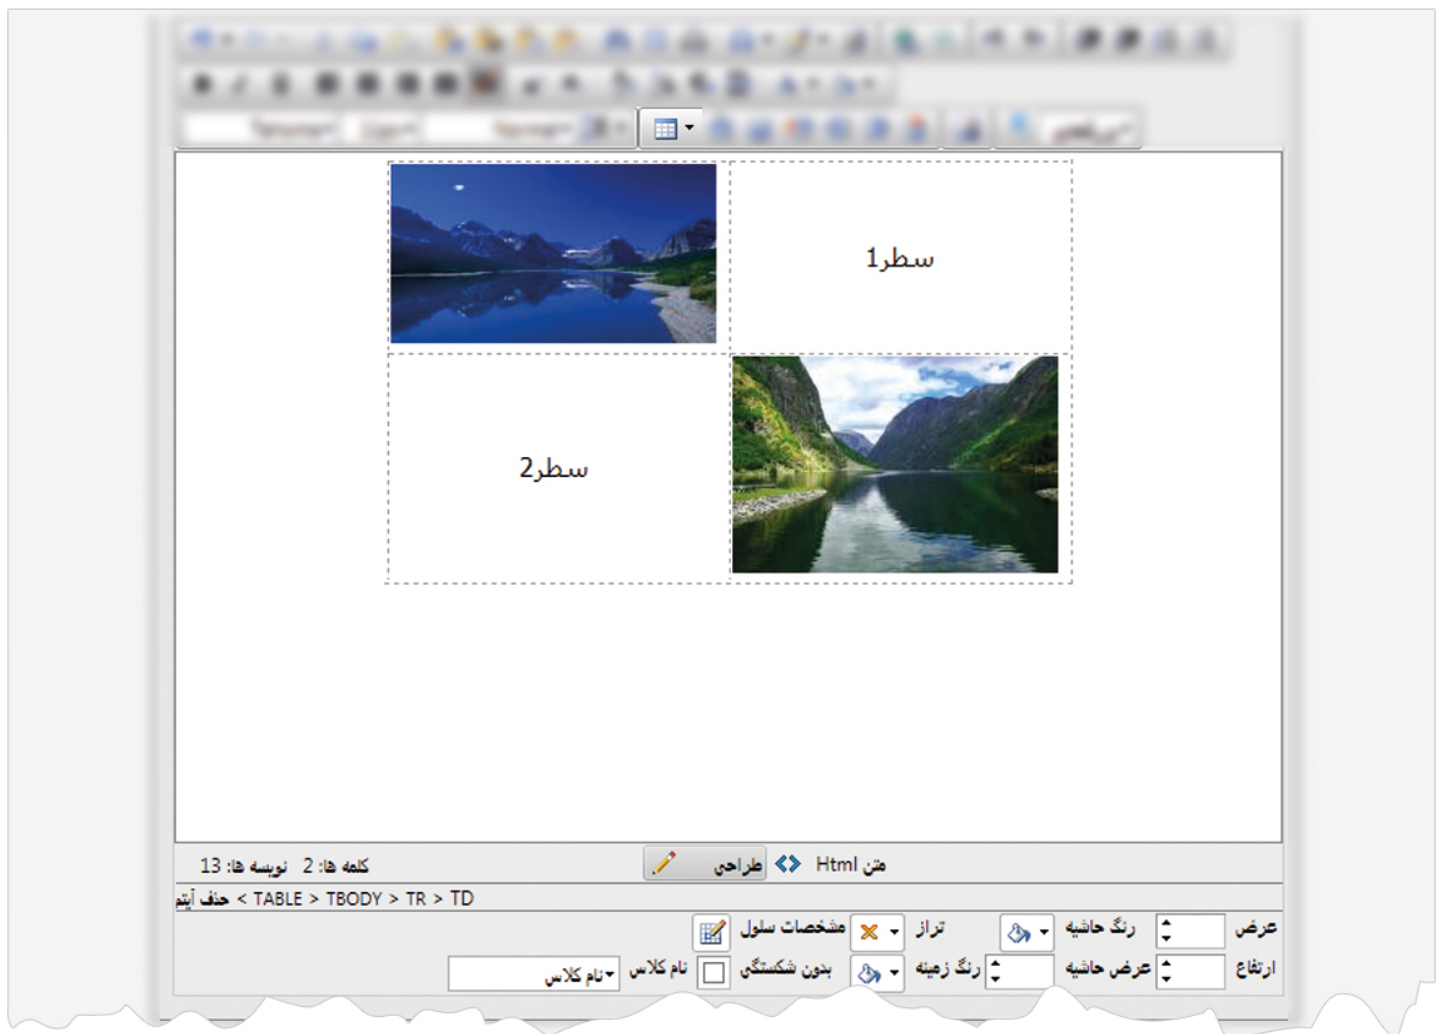 سطر1
سطر2
متن Html طراحی کلمه ها: 2 نویسه ها: 13
حذف آیتم < TABLE > TBODY > TR > TD
عرض رنگ حاشیه تراز مشخصات سلول
ارتفاع عرض حاشیه رنگ زمینه بدون شکستگی نام کلاس نام کلاس